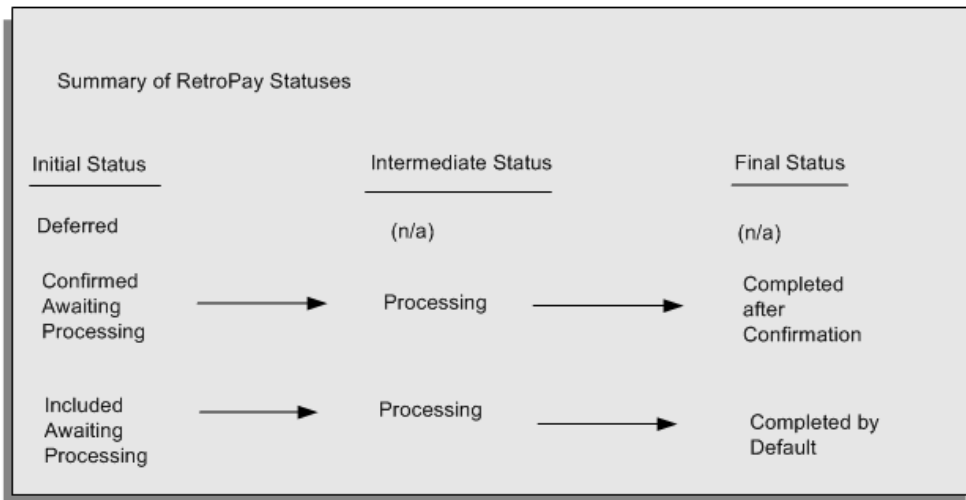 Summary of RetroPay Statuses
Initial Status
Intermediate Status
Final Status
Deferred
(n/a)
(n/a)
Confirmed
Awaiting
Processing
Processing
Completed
after
Confirmation
Included
Awaiting
Processing
Processing
Completed by
Default